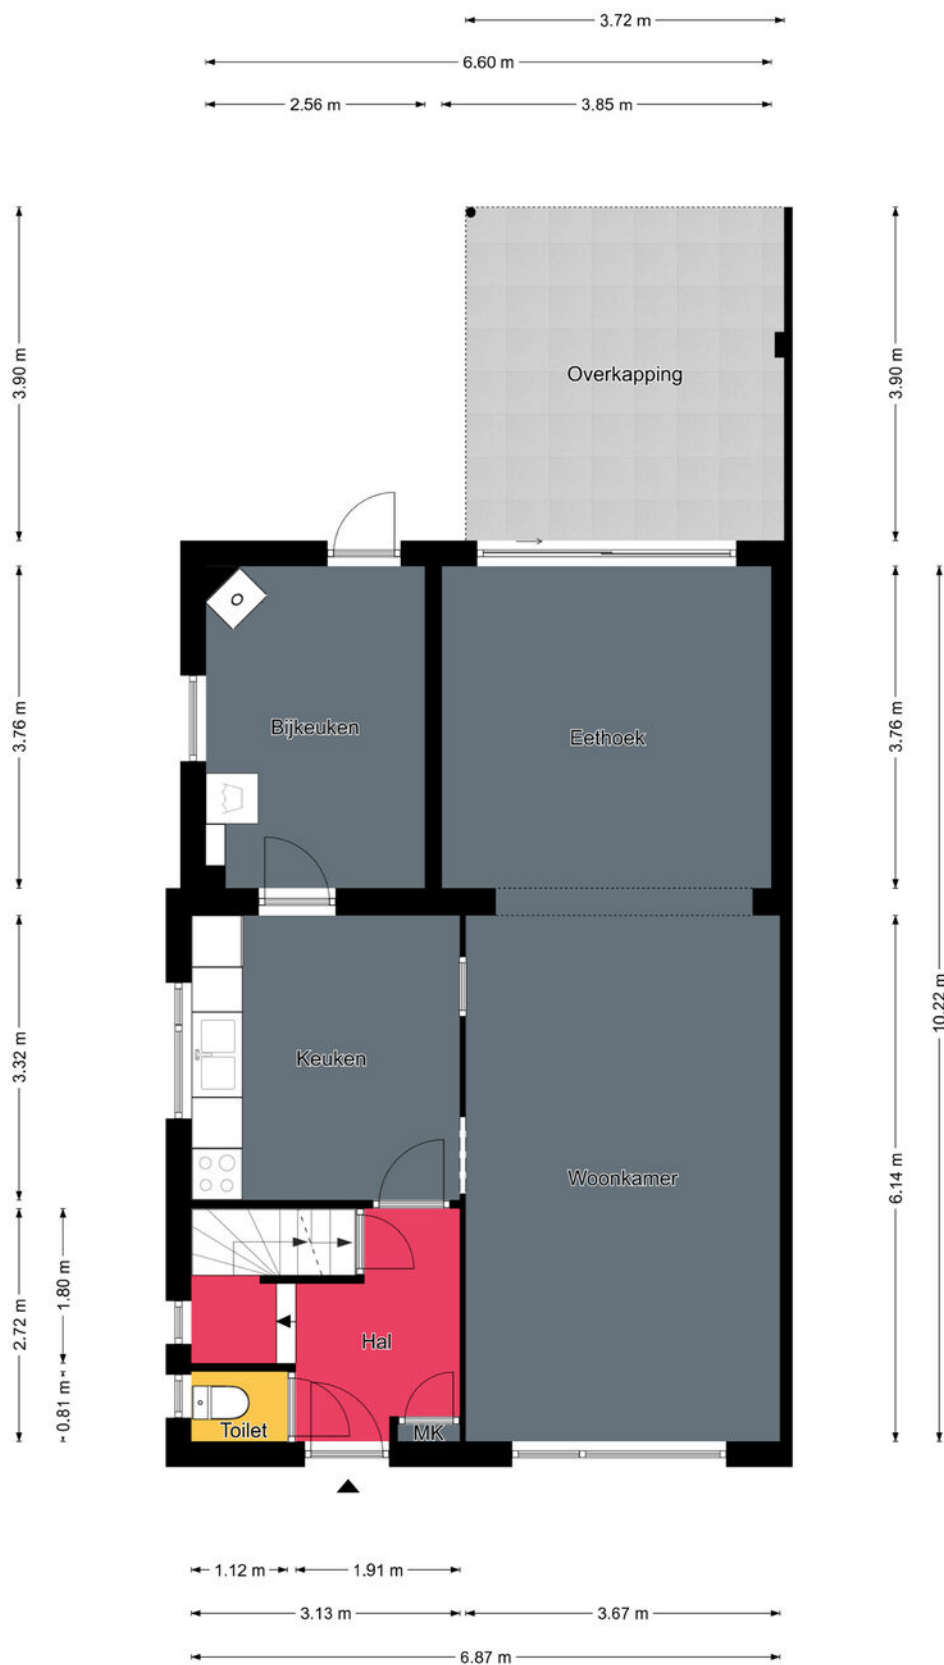 3.72 m
6.60 m
2.56 m
3.85 m
3.90 m
3.90 m
Overkapping
3.76 m
3.76 m
Bijkeuken
Eethoek
10.22 m
3.32 m
Keuken
6.14 m
Woonkamer
1.80 m
2.72 m
Hal
0.81 m
Toilet
MK
1.12 m
1.91 m
3.13 m
3.67 m
6.87 m